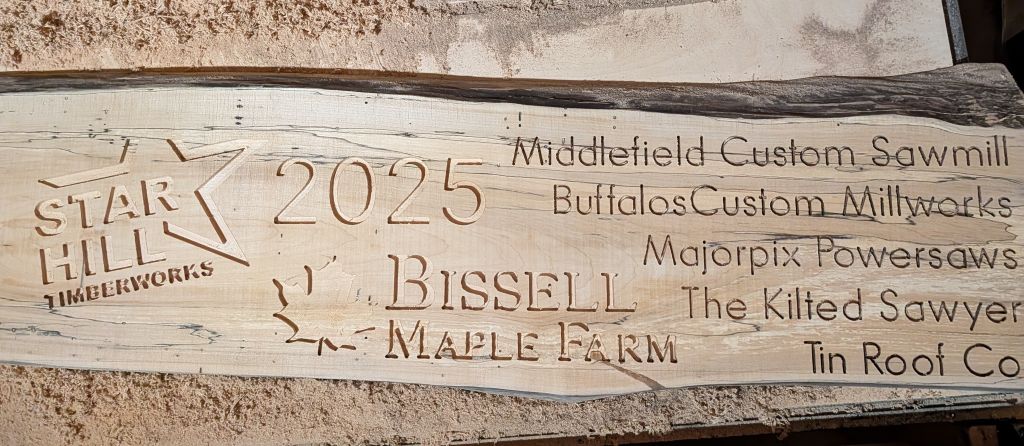 STAR
HILL
TIMBERWORKS
2025
BISSELL
MAPLE FARM
Middlefield Custom Sawmill
BuffalosCustom Millworks
Majorpix Powersaws
The Kilted Sawyer
Tin Roof Co